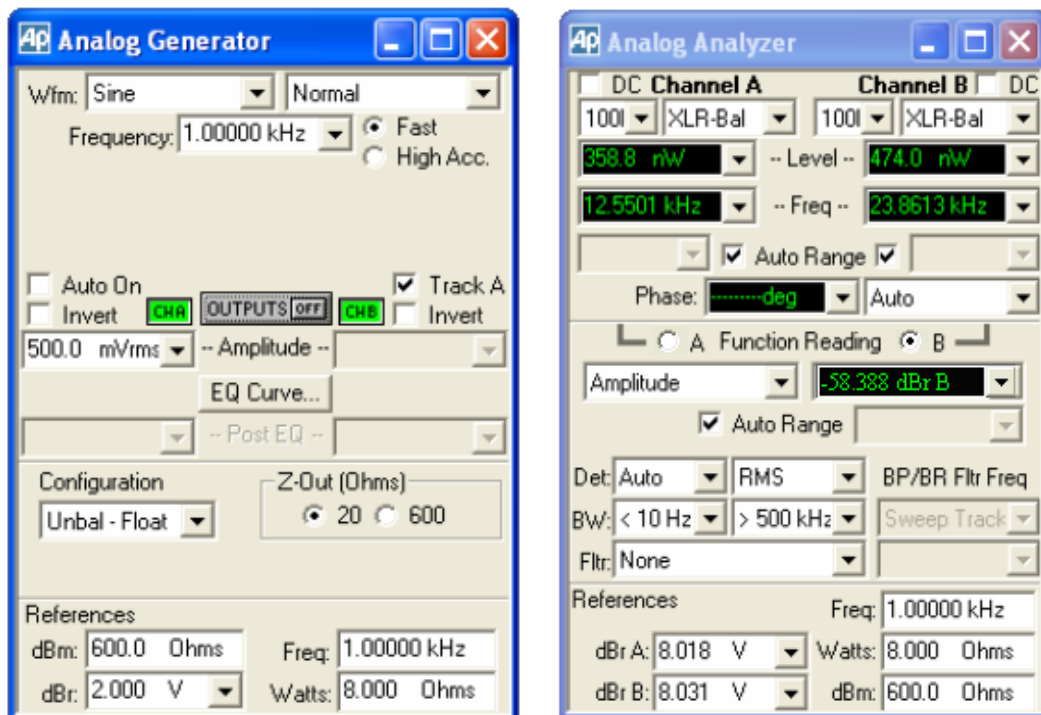 Ap Analog Generator
Wfm: Sine Normal
Frequency: 1.00000 kHz Fast
High Acc.
Auto On Track A
Invert CHA OUTPUTS OFF CHB Invert
500.0 mVrms -- Amplitude --
EQ Curve...
-- Post EQ --
Configuration Z-Out (Ohms)
Unbal - Float 20 600
References
dBm: 600.0 Ohms Freq: 1.00000 kHz
dBr: 2.000 V Watts: 8.000 Ohms
Ap Analog Analyzer
DC Channel A Channel B DC
XLR-Bal XLR-Bal
358.8 nW -- Level -- 474.0 nW
12.5501 kHz -- Freq -- 23.8613 kHz
Auto Range
Phase: --------deg Auto
A Function Reading B
Amplitude -58.388 dBr B
Auto Range
Det: Auto RMS BP/BR Fltr Freq
BW: < 10 Hz > 500 kHz Sweep Track
Fltr: None
References Freq: 1.00000 kHz
dBr A: 8.018 V Watts: 8.000 Ohms
dBr B: 8.031 V dBm: 600.0 Ohms